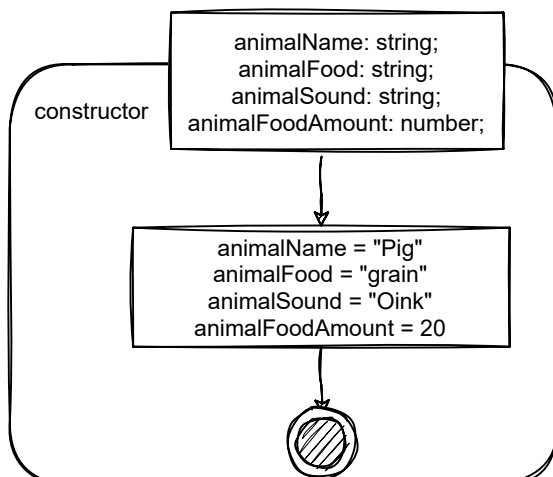 animalName: string;
animalFood: string;
animalSound: string;
animalFoodAmount: number;
constructor
animalName = "Pig"
animalFood = "grain"
animalSound = "Oink"
animalFoodAmount = 20